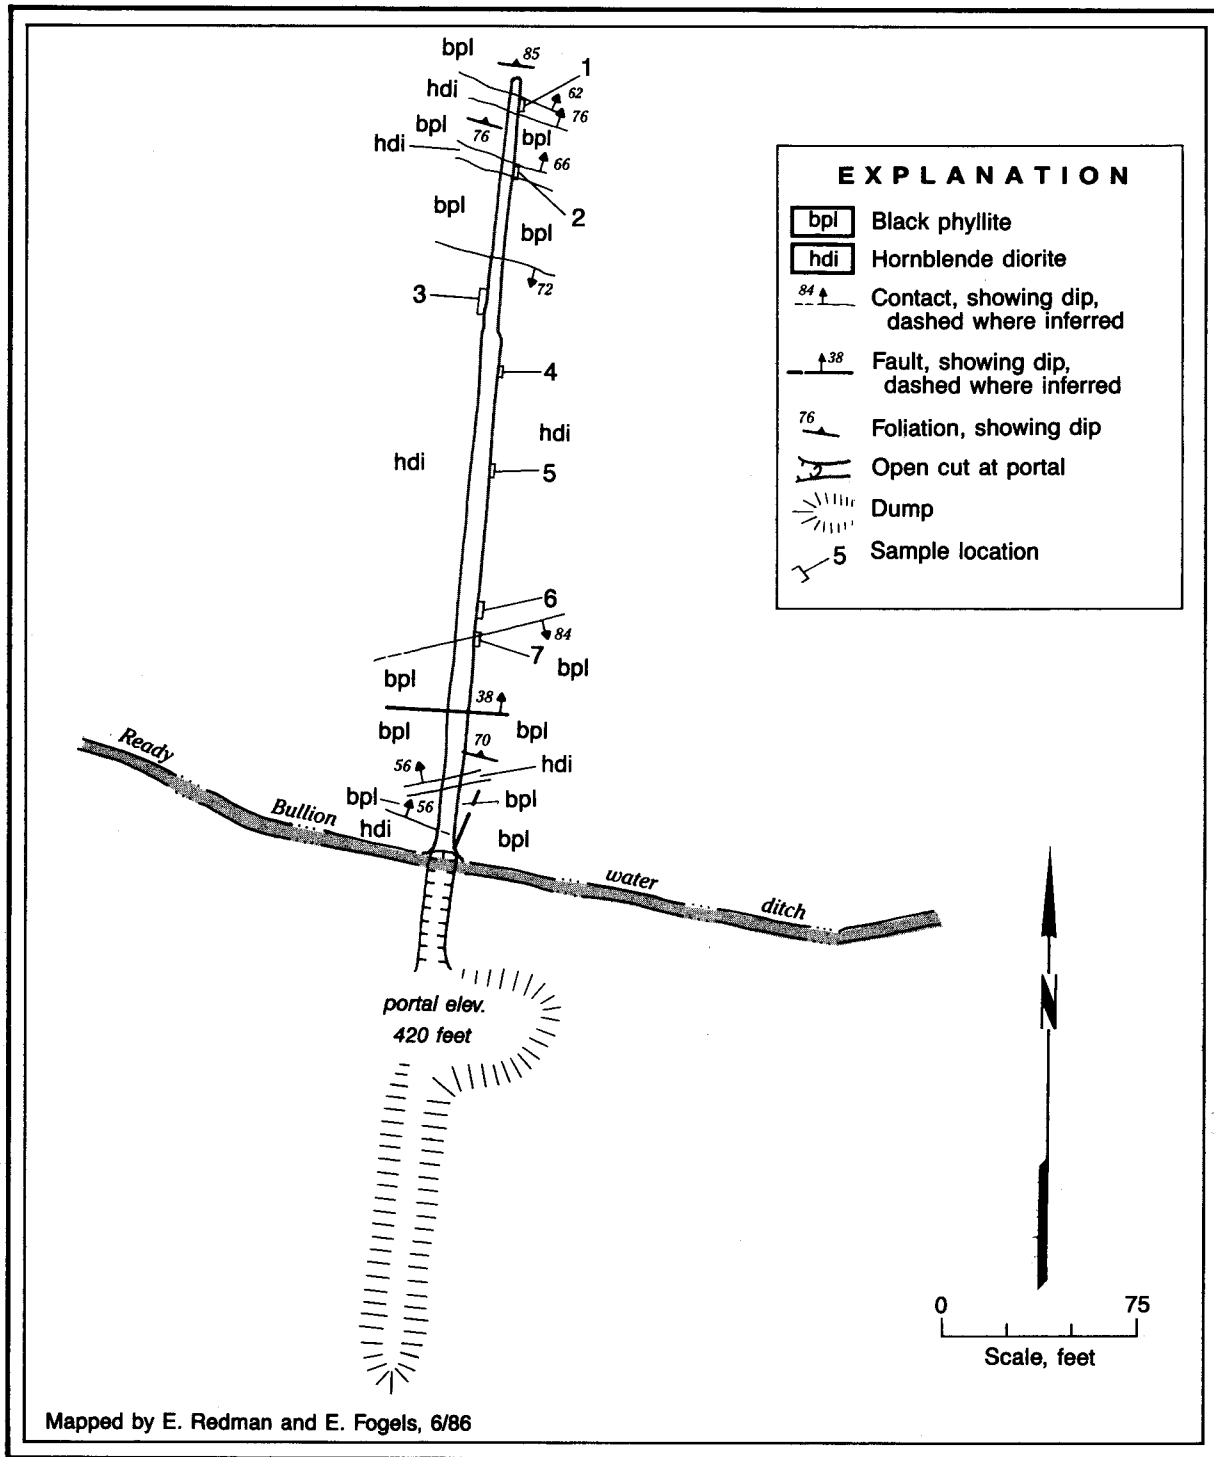 bpl
85
1
hdi
62
76
bpl
76
bpl
hdi
66
2
bpl
bpl
72
3
4
hdi
hdi
5
6
84
7
bpl
bpl
38
bpl
bpl
70
56
hdi
bpl
56
bpl
hdi
bpl
Ready
Bullion
water
ditch
portal elev.
420 feet
EXPLANATION
bpl Black phyllite
hdi Hornblende diorite
84 Contact, showing dip,
dashed where inferred
38 Fault, showing dip,
dashed where inferred
76 Foliation, showing dip
Open cut at portal
Dump
5 Sample location
N
0 75
Scale, feet
Mapped by E. Redman and E. Fogels, 6/86